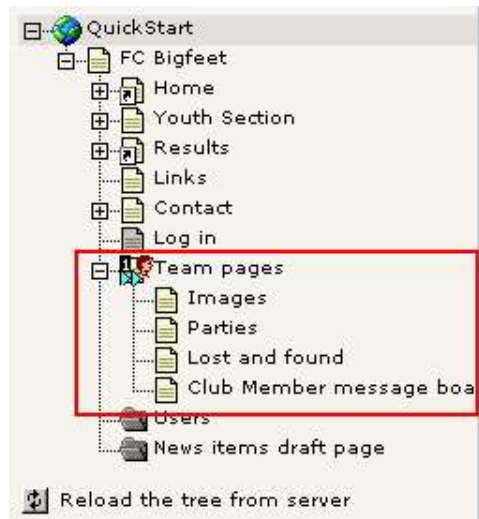 QuickStart
FC Bigfeet
Home
Youth Section
Results
Links
Contact
Log in
Team pages
Images
Parties
Lost and found
Club Member message boa
Users
News items draft page
Reload the tree from server